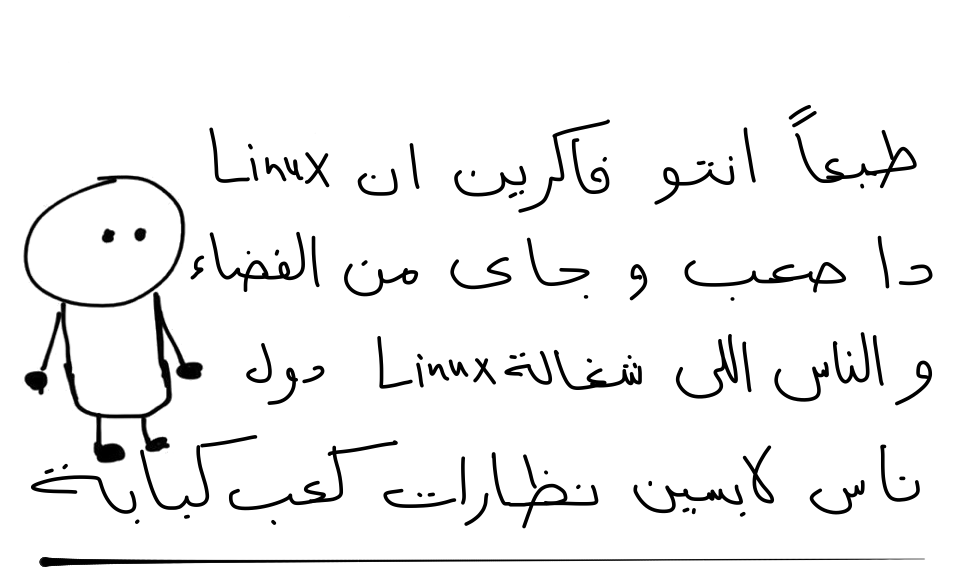 طبعاً انتو فاكرين ان Linux
دا صعب و جاى من الفضاء
و الناس اللى شغالة Linux دول
ناس لابسين نظارات كعب كبابة